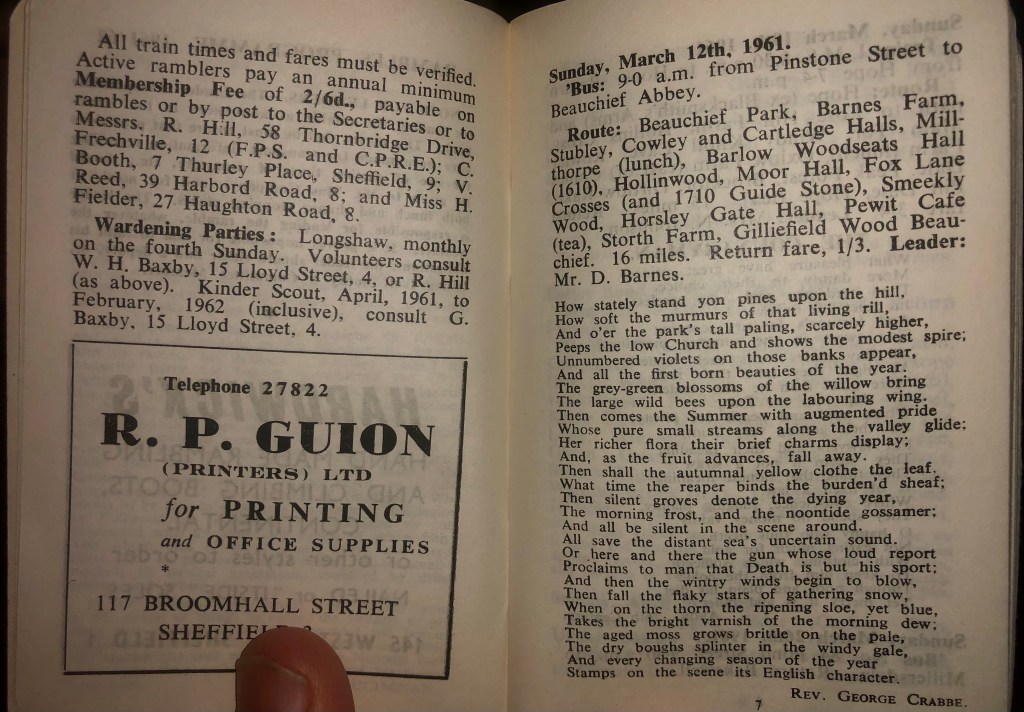 All train times and fares must be verified.
Active ramblers pay an annual minimum
Membership Fee of 2/6d., payable on
rambles or by post to the Secretaries or to
Messrs. R. Hill, 58 Thornbridge Drive,
Frechville, 12 (F.P.S. and C.P.R.E.); C.
Booth, 7 Thurley Place, Sheffield, 9; V.
Reed, 39 Harbord Road, 8; and Miss H.
Fielder, 27 Haughton Road, 8.
Wardening Parties: Longshaw, monthly
on the fourth Sunday. Volunteers consult
W. H. Baxby, 15 Lloyd Street, 4, or R. Hill
(as above). Kinder Scout, April, 1961, to
February, 1962 (inclusive), consult G.
Baxby, 15 Lloyd Street, 4.
Telephone 27822
R. P. GUION
(PRINTERS) LTD
for PRINTING
and OFFICE SUPPLIES
*
117 BROOMHALL STREET
SHEFFIELD
Sunday, March 12th, 1961.
'Bus: 9-0 a.m. from Pinstone Street to
Beauchief Abbey.
Route: Beauchief Park, Barnes Farm,
Stubley, Cowley and Cartledge Halls, Mill-
thorpe (lunch), Barlow Woodseats Hall
(1610), Hollinwood, Moor Hall, Fox Lane
Crosses (and 1710 Guide Stone), Smeekly
Wood, Horsley Gate Hall, Pewit Cafe
(tea), Storth Farm, Gilliefield Wood Beau-
chief. 16 miles. Return fare, 1/3. Leader:
Mr. D. Barnes.
How stately stand yon pines upon the hill,
How soft the murmurs of that living rill,
And o'er the park's tall paling, scarcely higher,
Peeps the low Church and shows the modest spire;
Unnumbered violets on those banks appear,
And all the first born beauties of the year.
The grey-green blossoms of the willow bring
The large wild bees upon the labouring wing.
Then comes the Summer with augmented pride
Whose pure small streams along the valley glide;
Her richer flora their brief charms display;
And, as the fruit advances, fall away.
Then shall the autumnal yellow clothe the leaf.
What time the reaper binds the burden'd sheaf;
Then silent groves denote the dying year,
The morning frost, and the noontide gossamer;
And all be silent in the scene around.
All save the distant sea's uncertain sound.
Or here and there the gun whose loud report
Proclaims to man that Death is but his sport;
And then the wintry winds begin to blow,
Then fall the flaky stars of gathering snow,
When on the thorn the ripening sloe, yet blue,
Takes the bright varnish of the morning dew;
The aged moss grows brittle on the pale,
The dry boughs splinter in the windy gale,
And every changing season of the year
Stamps on the scene its English character.
REV. GEORGE CRABBE.
7